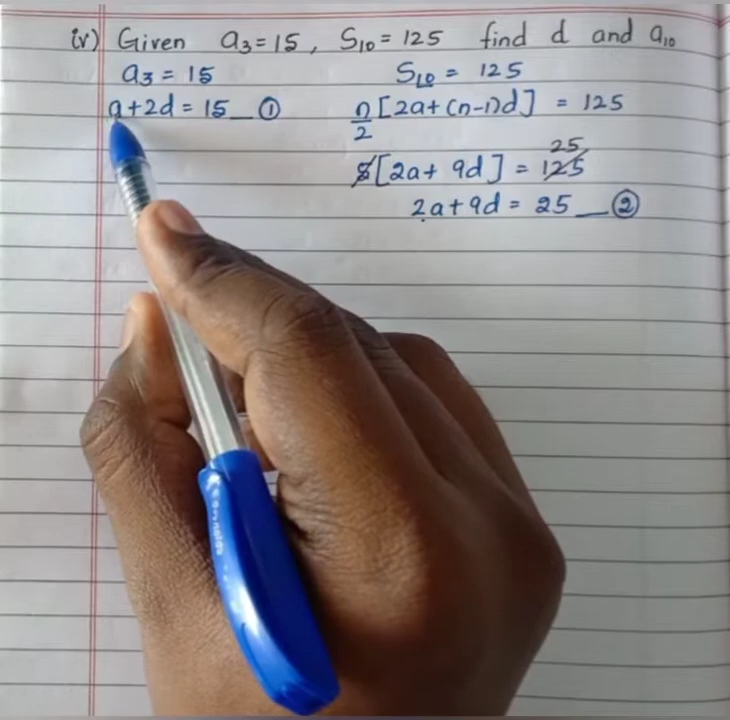 iv) Given a₃ = 15, S₁₀ = 125 find d and a₁₀
a₃ = 15 S₁₀ = 125
a + 2d = 15 — ① n/2 [2a + (n-1)d] = 125
25
5[2a + 9d] = 125
2a + 9d = 25 — ②